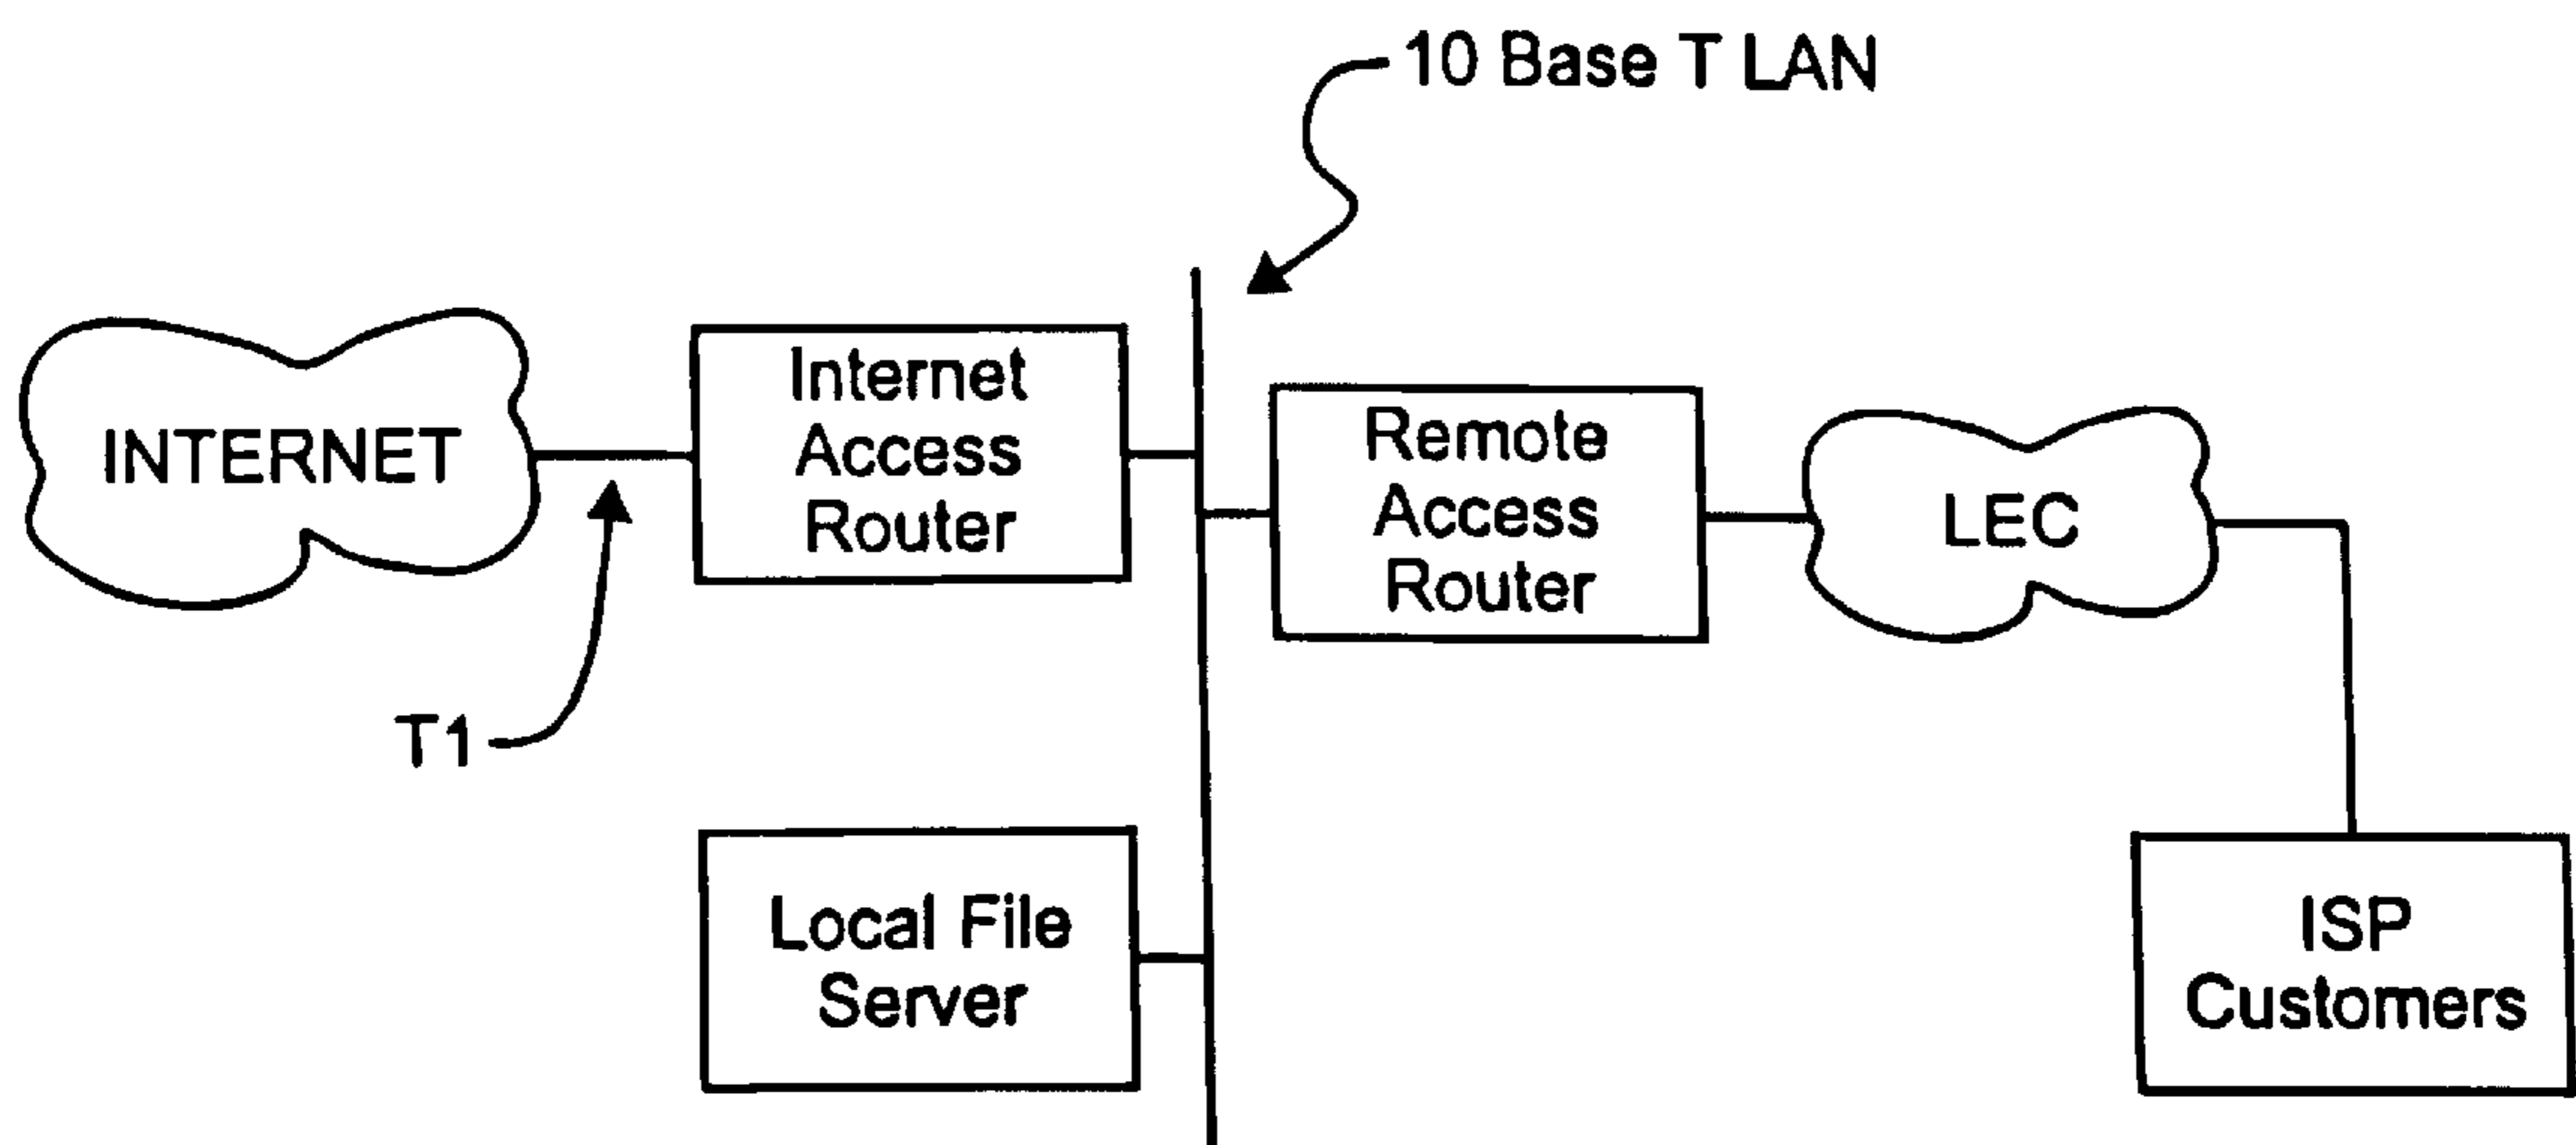 10 Base T LAN
INTERNET
Internet
Access
Router
Remote
Access
Router
LEC
T1
Local File
Server
ISP
Customers